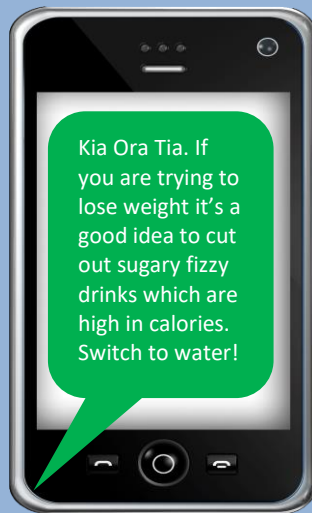 Kia Ora Tia. If
you are trying to
lose weight it’s a
good idea to cut
out sugary fizzy
drinks which are
high in calories.
Switch to water!